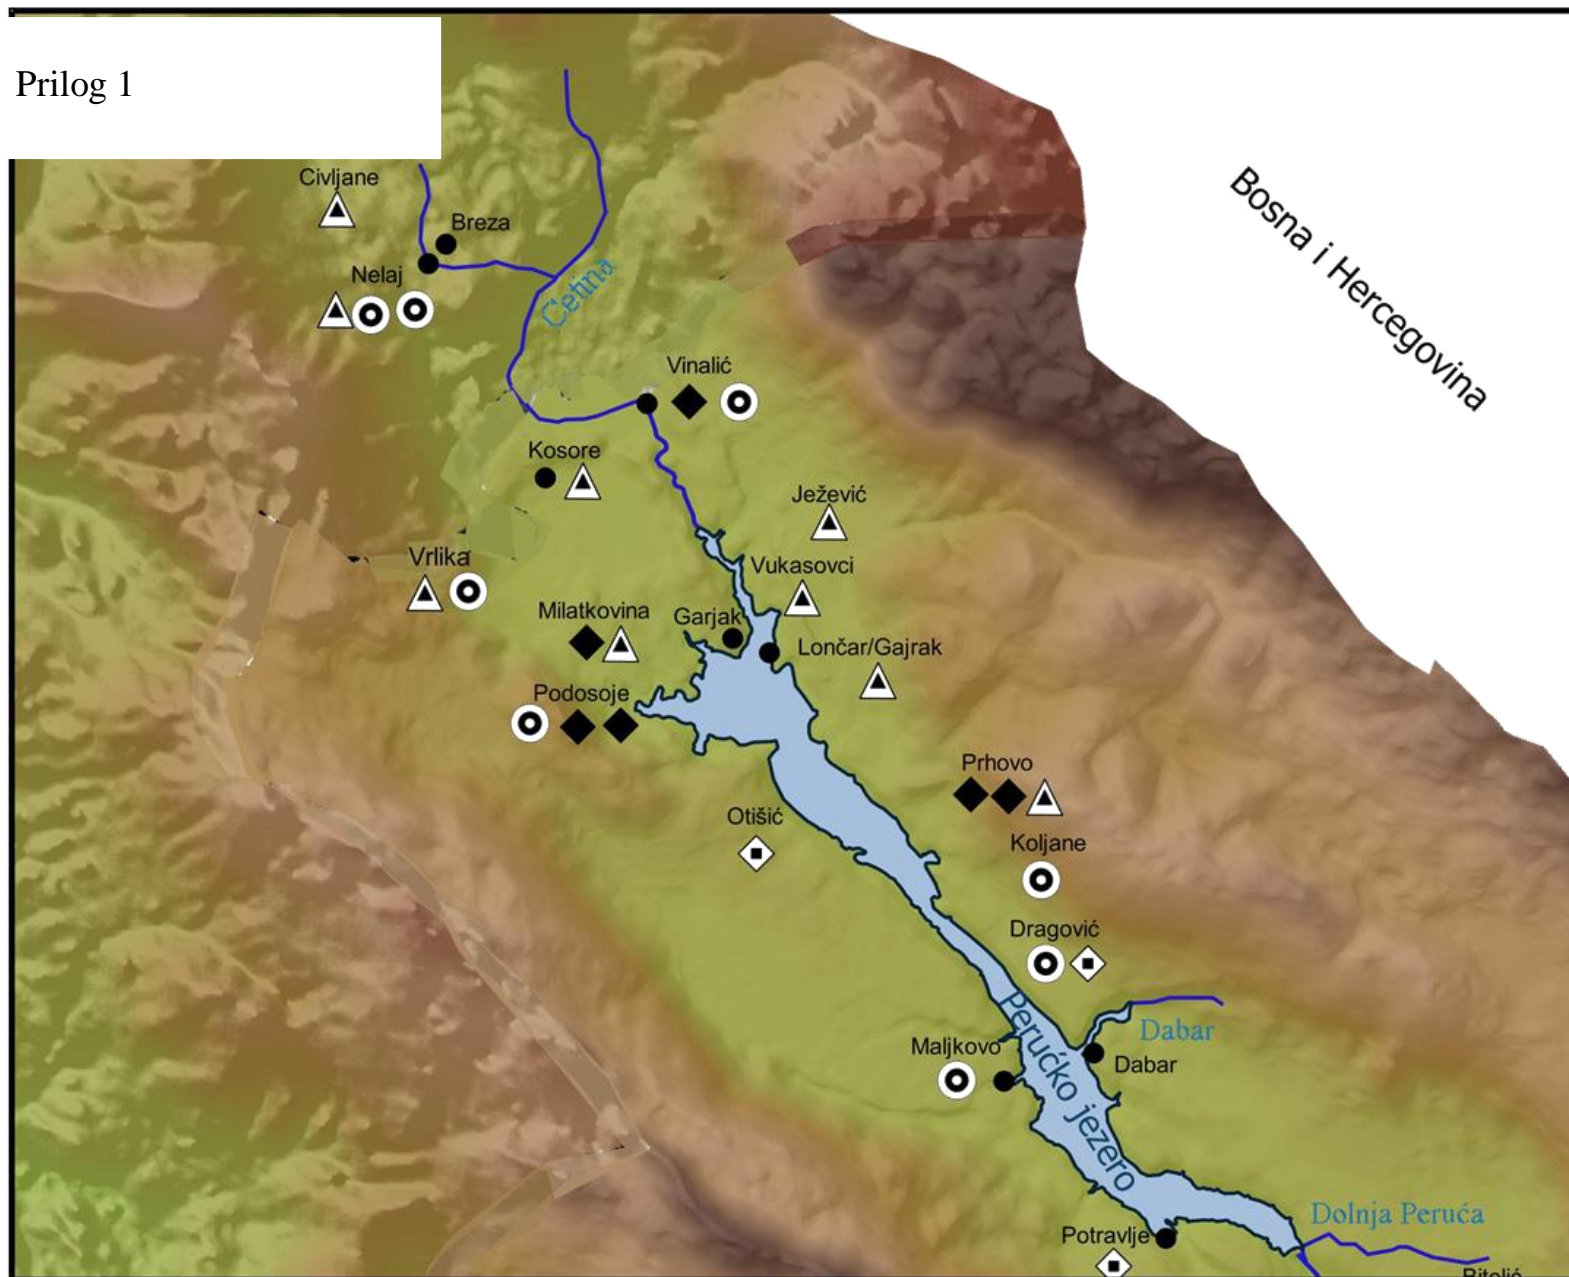 Prilog 1
Bosna i Hercegovina
Civljane
Breza
Nelaj
Cetina
Vinalić
Kosore
Ježević
Vrlika
Vukasovci
Milatkovina
Garjak
Lončar/Gajrak
Podosoje
Prhovo
Otišić
Koljane
Dragović
Perućko jezero
Dabar
Maljkovo
Dabar
Dolnja Peruća
Potravlje